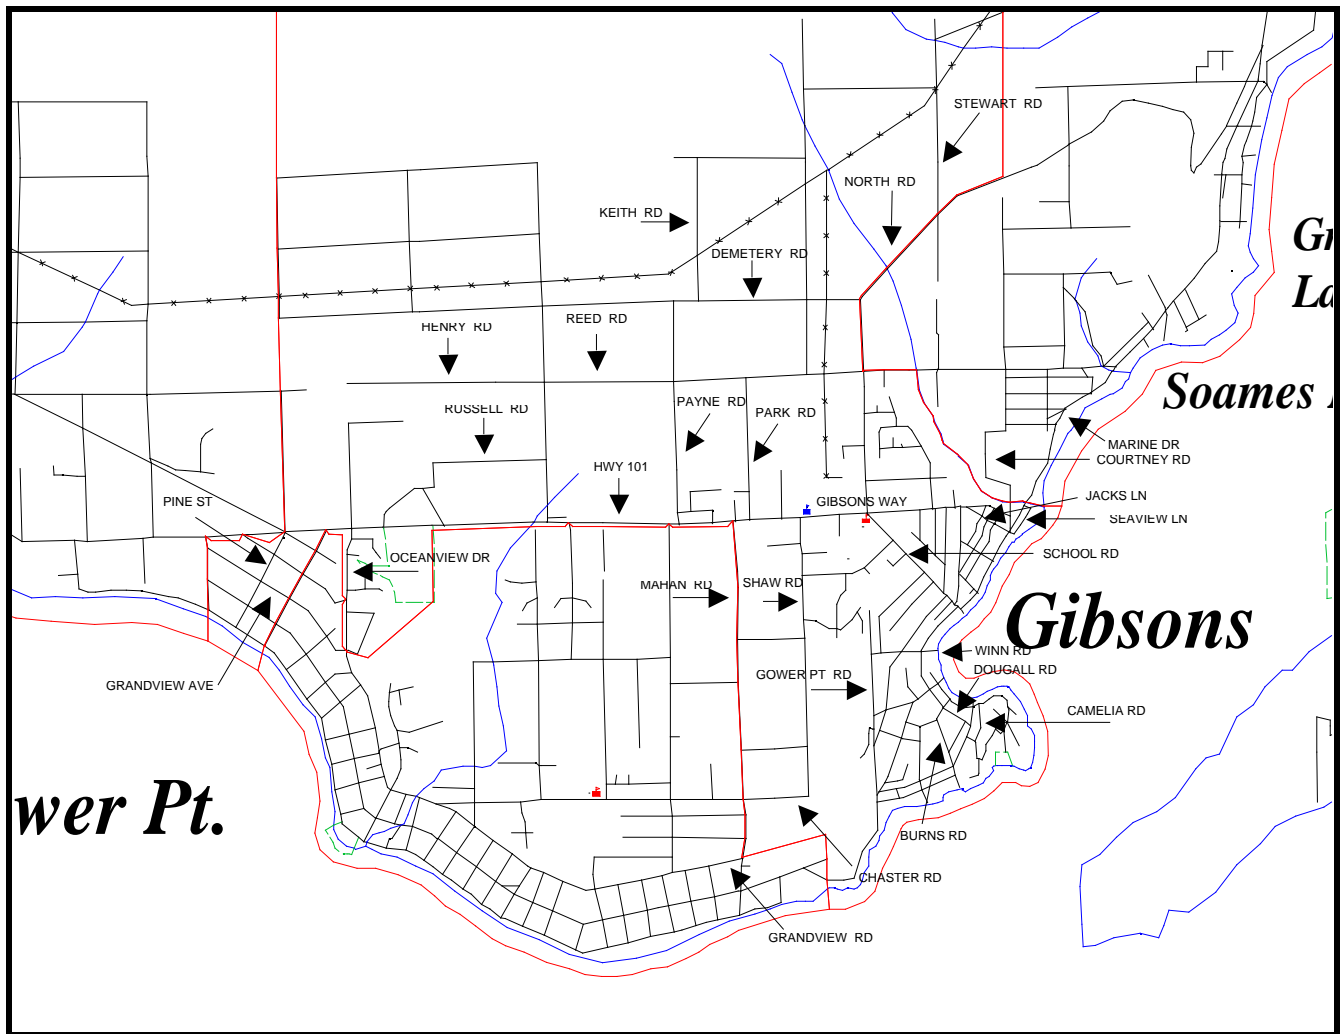 STEWART RD
NORTH RD
KEITH RD
DEMETERY RD
Gr
La
HENRY RD
REED RD
Soames
RUSSELL RD
PAYNE RD
PARK RD
MARINE DR
COURTNEY RD
HWY 101
PINE ST
GIBSONS WAY
JACKS LN
SEAVIEW LN
OCEANVIEW DR
SCHOOL RD
MAHAN RD
SHAW RD
Gibsons
WINN RD
DOUGALL RD
GOWER PT RD
GRANDVIEW AVE
CAMELIA RD
wer Pt.
BURNS RD
CHASTER RD
GRANDVIEW RD